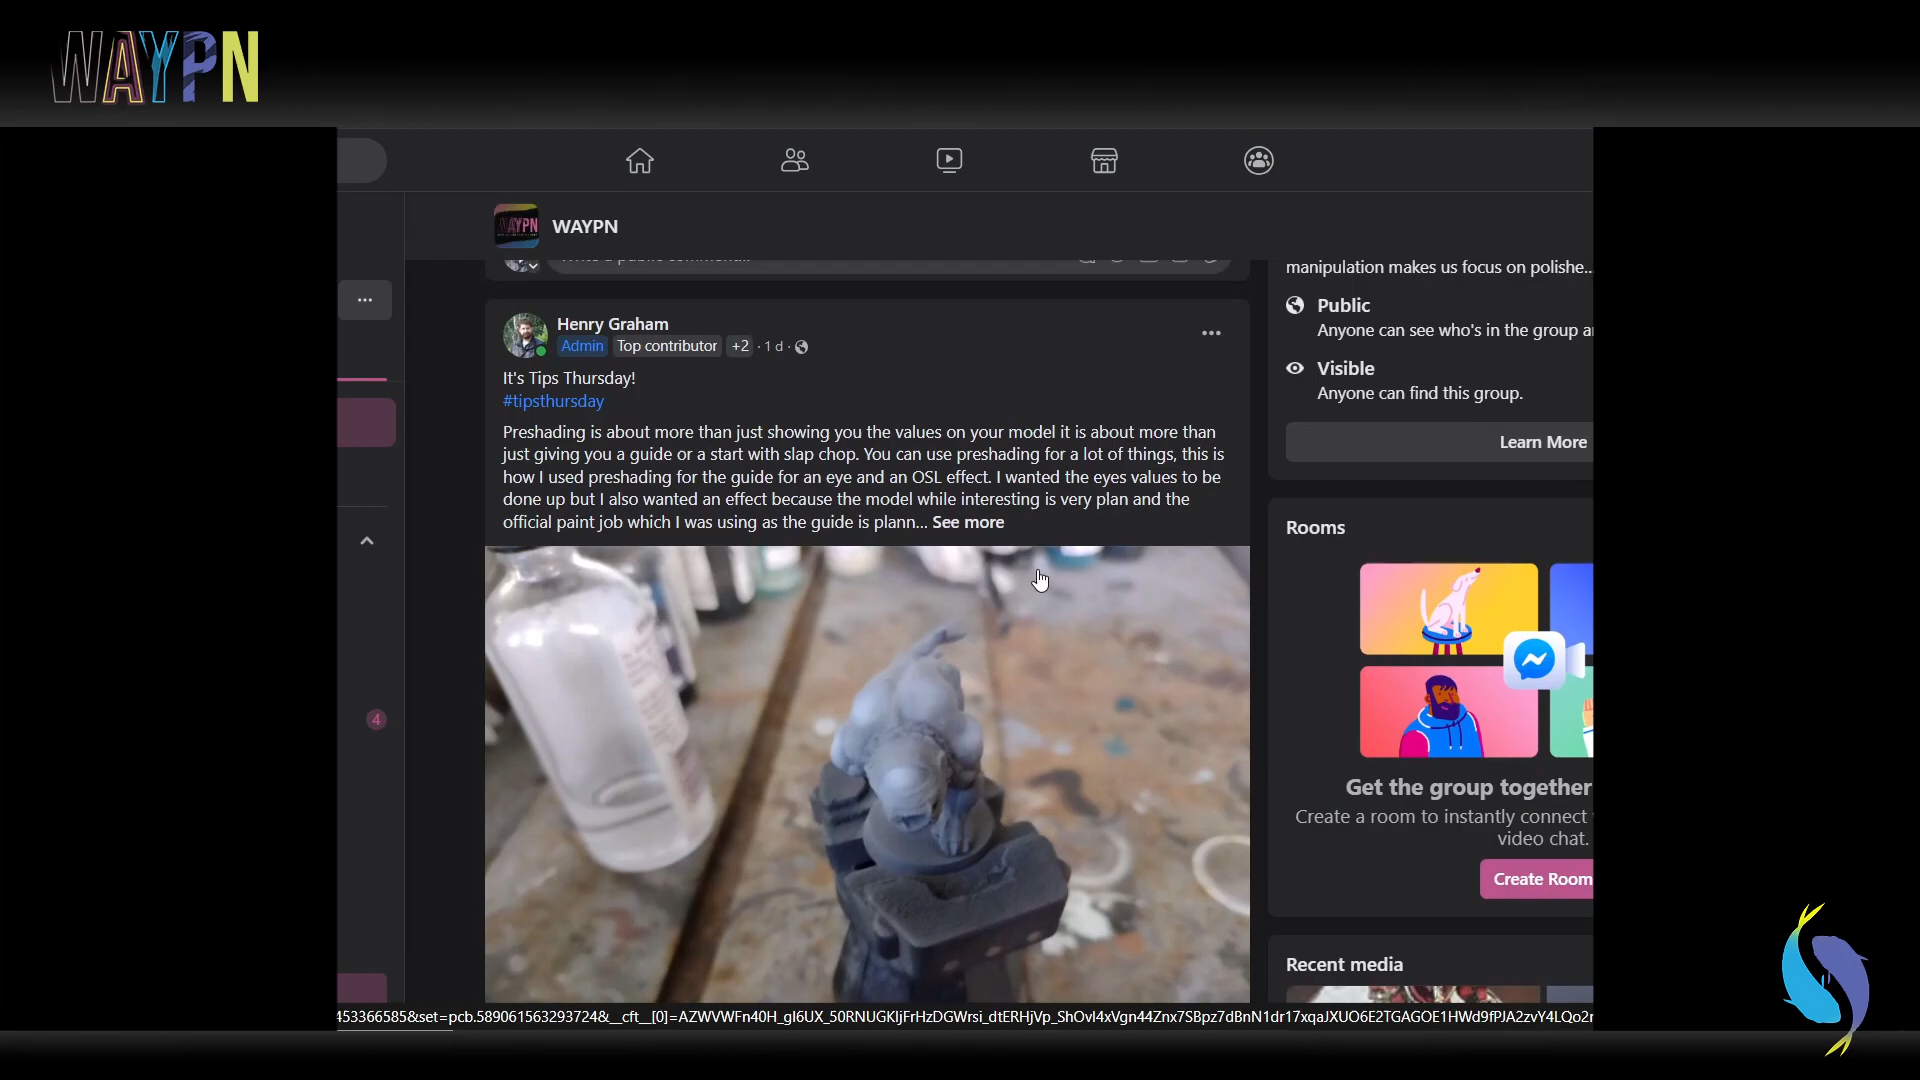 WAYPN
WAYPN
WAYPN
manipulation makes us focus on polishe...
Public
Anyone can see who's in the group a
Visible
Anyone can find this group.
Learn More
Henry Graham
Admin Top contributor +2 · 1 d ·
It's Tips Thursday!
#tipsthursday
Preshading is about more than just showing you the values on your model it is about more than
just giving you a guide or a start with slap chop. You can use preshading for a lot of things, this is
how I used preshading for the guide for an eye and an OSL effect. I wanted the eyes values to be
done up but I also wanted an effect because the model while interesting is very plan and the
official paint job which I was using as the guide is plann... See more
Rooms
4
Get the group together
Create a room to instantly connect
video chat.
Create Room
Recent media
453366585&set=pcb.5890615632937248&__cft__[0]=AZWVWFn40H_gI6UX_50RNUGKljFrHzDGWrsi_dtERHjVp_ShOvl4xVgn44Znx7SBpz7dBnN1dr17xqaJXUO6E2TGAGOE1HWd9fPJA2zvY4LQo2r